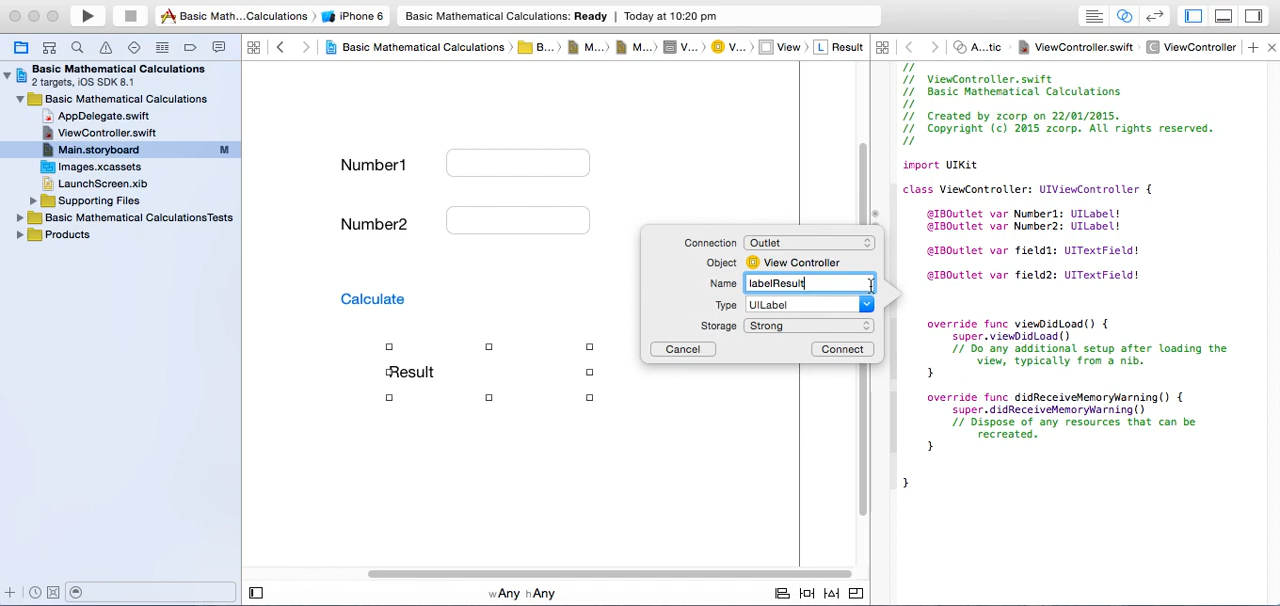 Basic Math...Calculations
iPhone 6
Basic Mathematical Calculations: Ready | Today at 10:20 pm
Basic Mathematical Calculations
2 targets, iOS SDK 8.1
Basic Mathematical Calculations
AppDelegate.swift
ViewController.swift
Main.storyboard M
Images.xcassets
LaunchScreen.xib
Supporting Files
Basic Mathematical CalculationsTests
Products
Basic Mathematical Calculations
B...
M...
M...
V...
V...
View
L Result
Number1
Number2
Calculate
Result
wAny hAny
Connection Outlet
Object View Controller
Name labelResult
Type UILabel
Storage Strong
Cancel Connect
A...tic
ViewController.swift
C ViewController
//
// ViewController.swift
// Basic Mathematical Calculations
//
// Created by zcorp on 22/01/2015.
// Copyright (c) 2015 zcorp. All rights reserved.
//
import UIKit
class ViewController: UIViewController {
@IBOutlet var Number1: UILabel!
@IBOutlet var Number2: UILabel!
@IBOutlet var field1: UITextField!
@IBOutlet var field2: UITextField!
override func viewDidLoad() {
super.viewDidLoad()
// Do any additional setup after loading the
view, typically from a nib.
}
override func didReceiveMemoryWarning() {
super.didReceiveMemoryWarning()
// Dispose of any resources that can be
recreated.
}
}